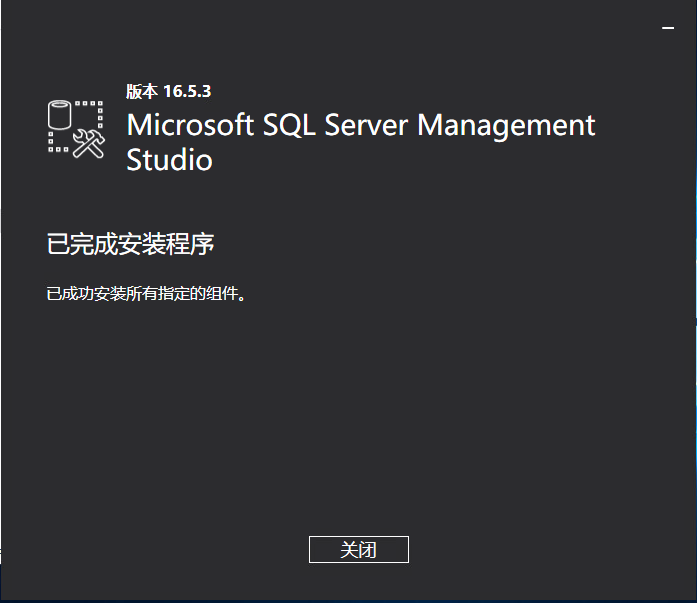 版本 16.5.3
Microsoft SQL Server Management
Studio
已完成安装程序
已成功安装所有指定的组件。
关闭